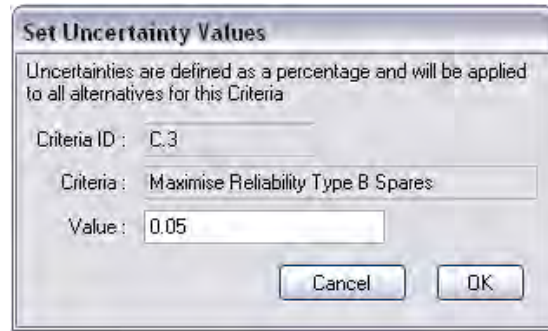 Set Uncertainty Values
Uncertainties are defined as a percentage and will be applied
to all alternatives for this Criteria
Criteria ID : C.3
Criteria : Maximise Reliability Type B Spares
Value : 0.05
Cancel OK